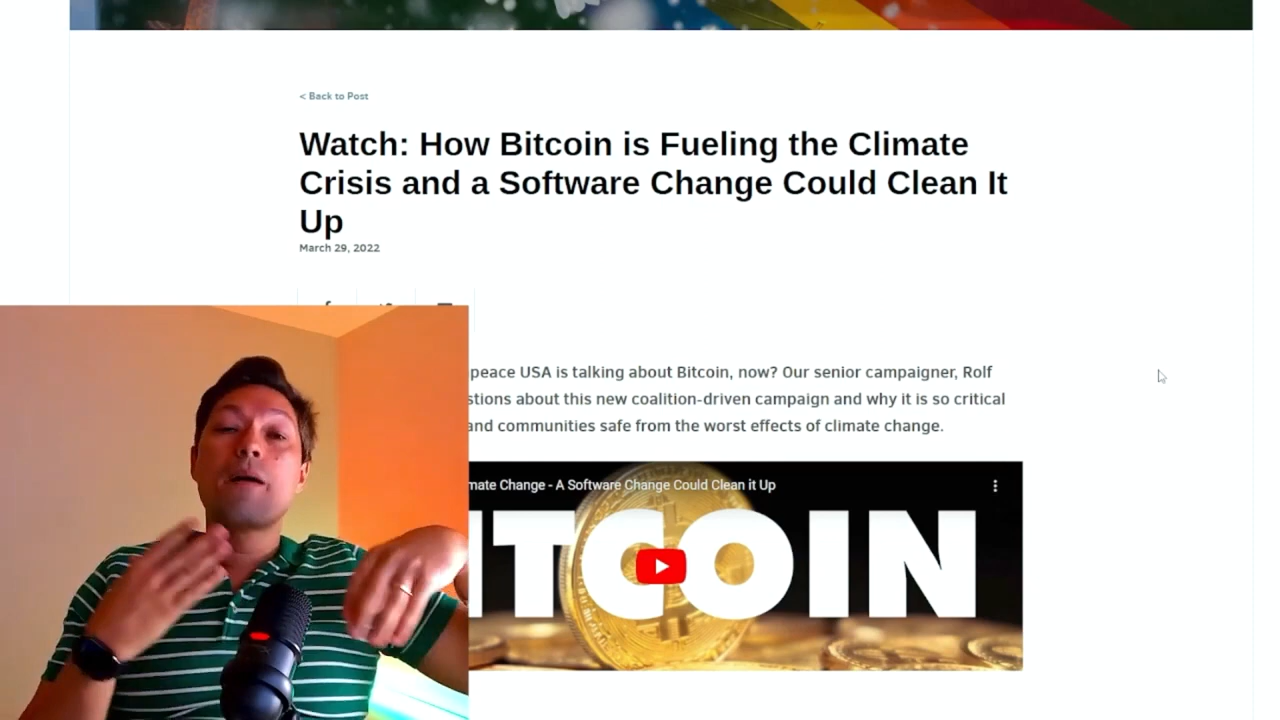 < Back to Post
Watch: How Bitcoin is Fueling the Climate
Crisis and a Software Change Could Clean It
Up
March 29, 2022
peace USA is talking about Bitcoin, now? Our senior campaigner, Rolf
stions about this new coalition-driven campaign and why it is so critical
and communities safe from the worst effects of climate change.
mate Change - A Software Change Could Clean it Up
ITCOIN